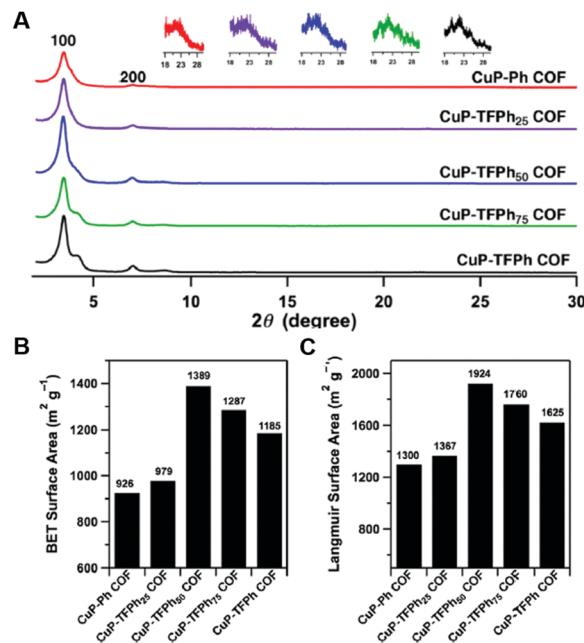 A
18 23 28 18 23 28 18 23 28 18 23 28 18 23 28
100
200
CuP-Ph COF
CuP-TFPh₂₅ COF
CuP-TFPh₅₀ COF
CuP-TFPh₇₅ COF
CuP-TFPh COF
5 10 15 20 25 30
2θ (degree)
B
BET Surface Area (m² g⁻¹)
1400
1200
1000
800
600
926
979
1389
1287
1185
CuP-Ph COF
CuP-TFPh₂₅ COF
CuP-TFPh₅₀ COF
CuP-TFPh₇₅ COF
CuP-TFPh COF
C
Langmuir Surface Area (m² g⁻¹)
2000
1600
1200
800
1300
1367
1924
1760
1625
CuP-Ph COF
CuP-TFPh₂₅ COF
CuP-TFPh₅₀ COF
CuP-TFPh₇₅ COF
CuP-TFPh COF